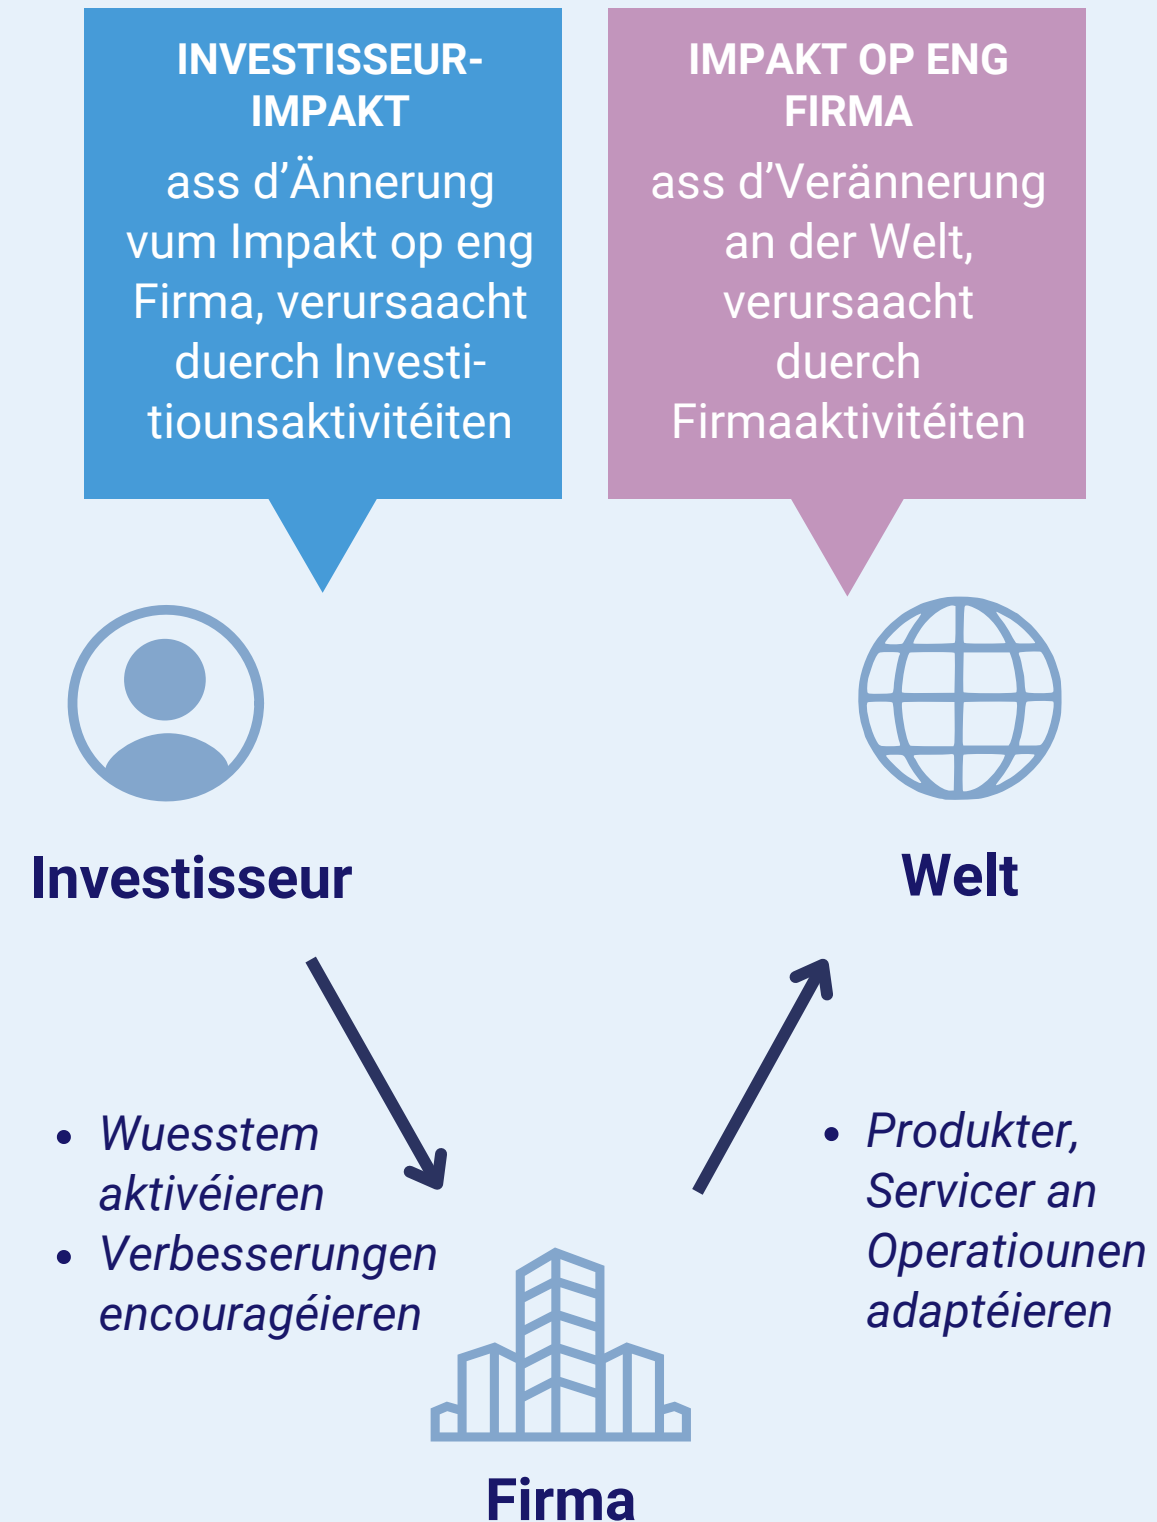 INVESTISSEUR-
IMPAKT
ass d’Ännerung
vum Impakt op eng
Firma, verursaacht
duerch Investi-
tiounsaktivitéiten
IMPAKT OP ENG
FIRMA
ass d’Verännerung
an der Welt,
verursaacht
duerch
Firmaaktivitéiten
Investisseur
Welt
• Wuesstem
aktivéieren
• Verbesserungen
encouragéieren
• Produkter,
Servicer an
Operatiounen
adaptéieren
Firma